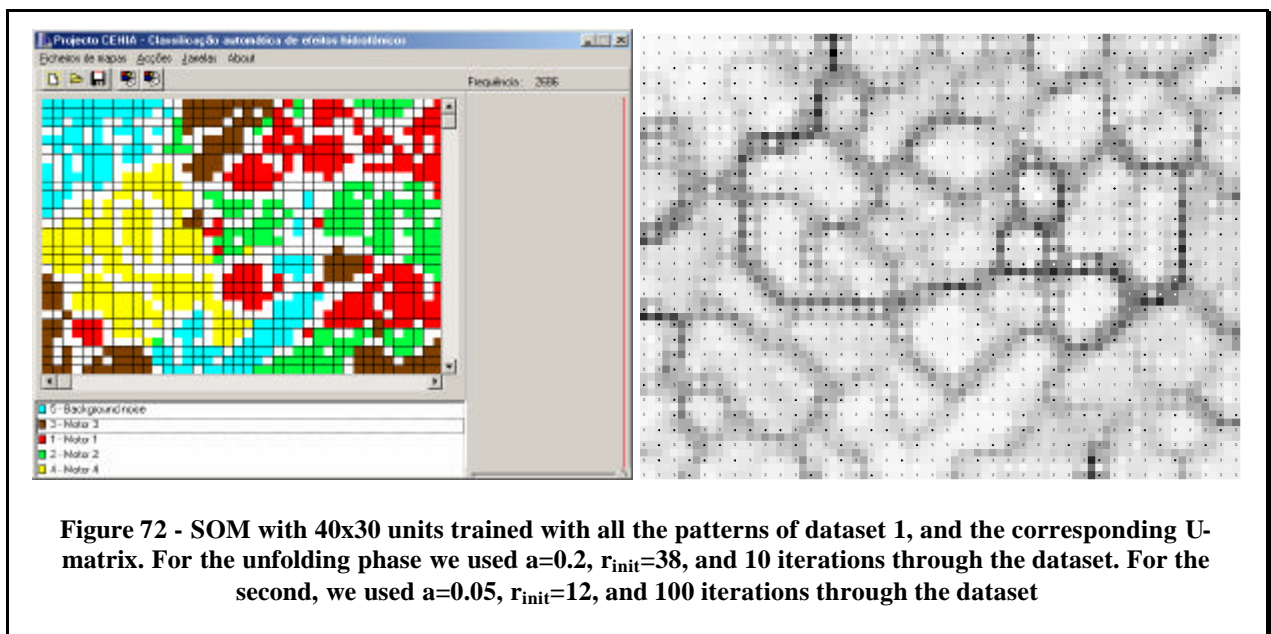 Projecto CEHIA - Classificação automática de efeitos hidrofónicos
Ficheiros de mapas Acções Janelas About
Frequência: 2686
5 - Background noise
3 - Motor 3
1 - Motor 1
2 - Motor 2
4 - Motor 4
Figure 72 - SOM with 40x30 units trained with all the patterns of dataset 1, and the corresponding U-
matrix. For the unfolding phase we used a=0.2, rinit=38, and 10 iterations through the dataset. For the
second, we used a=0.05, rinit=12, and 100 iterations through the dataset